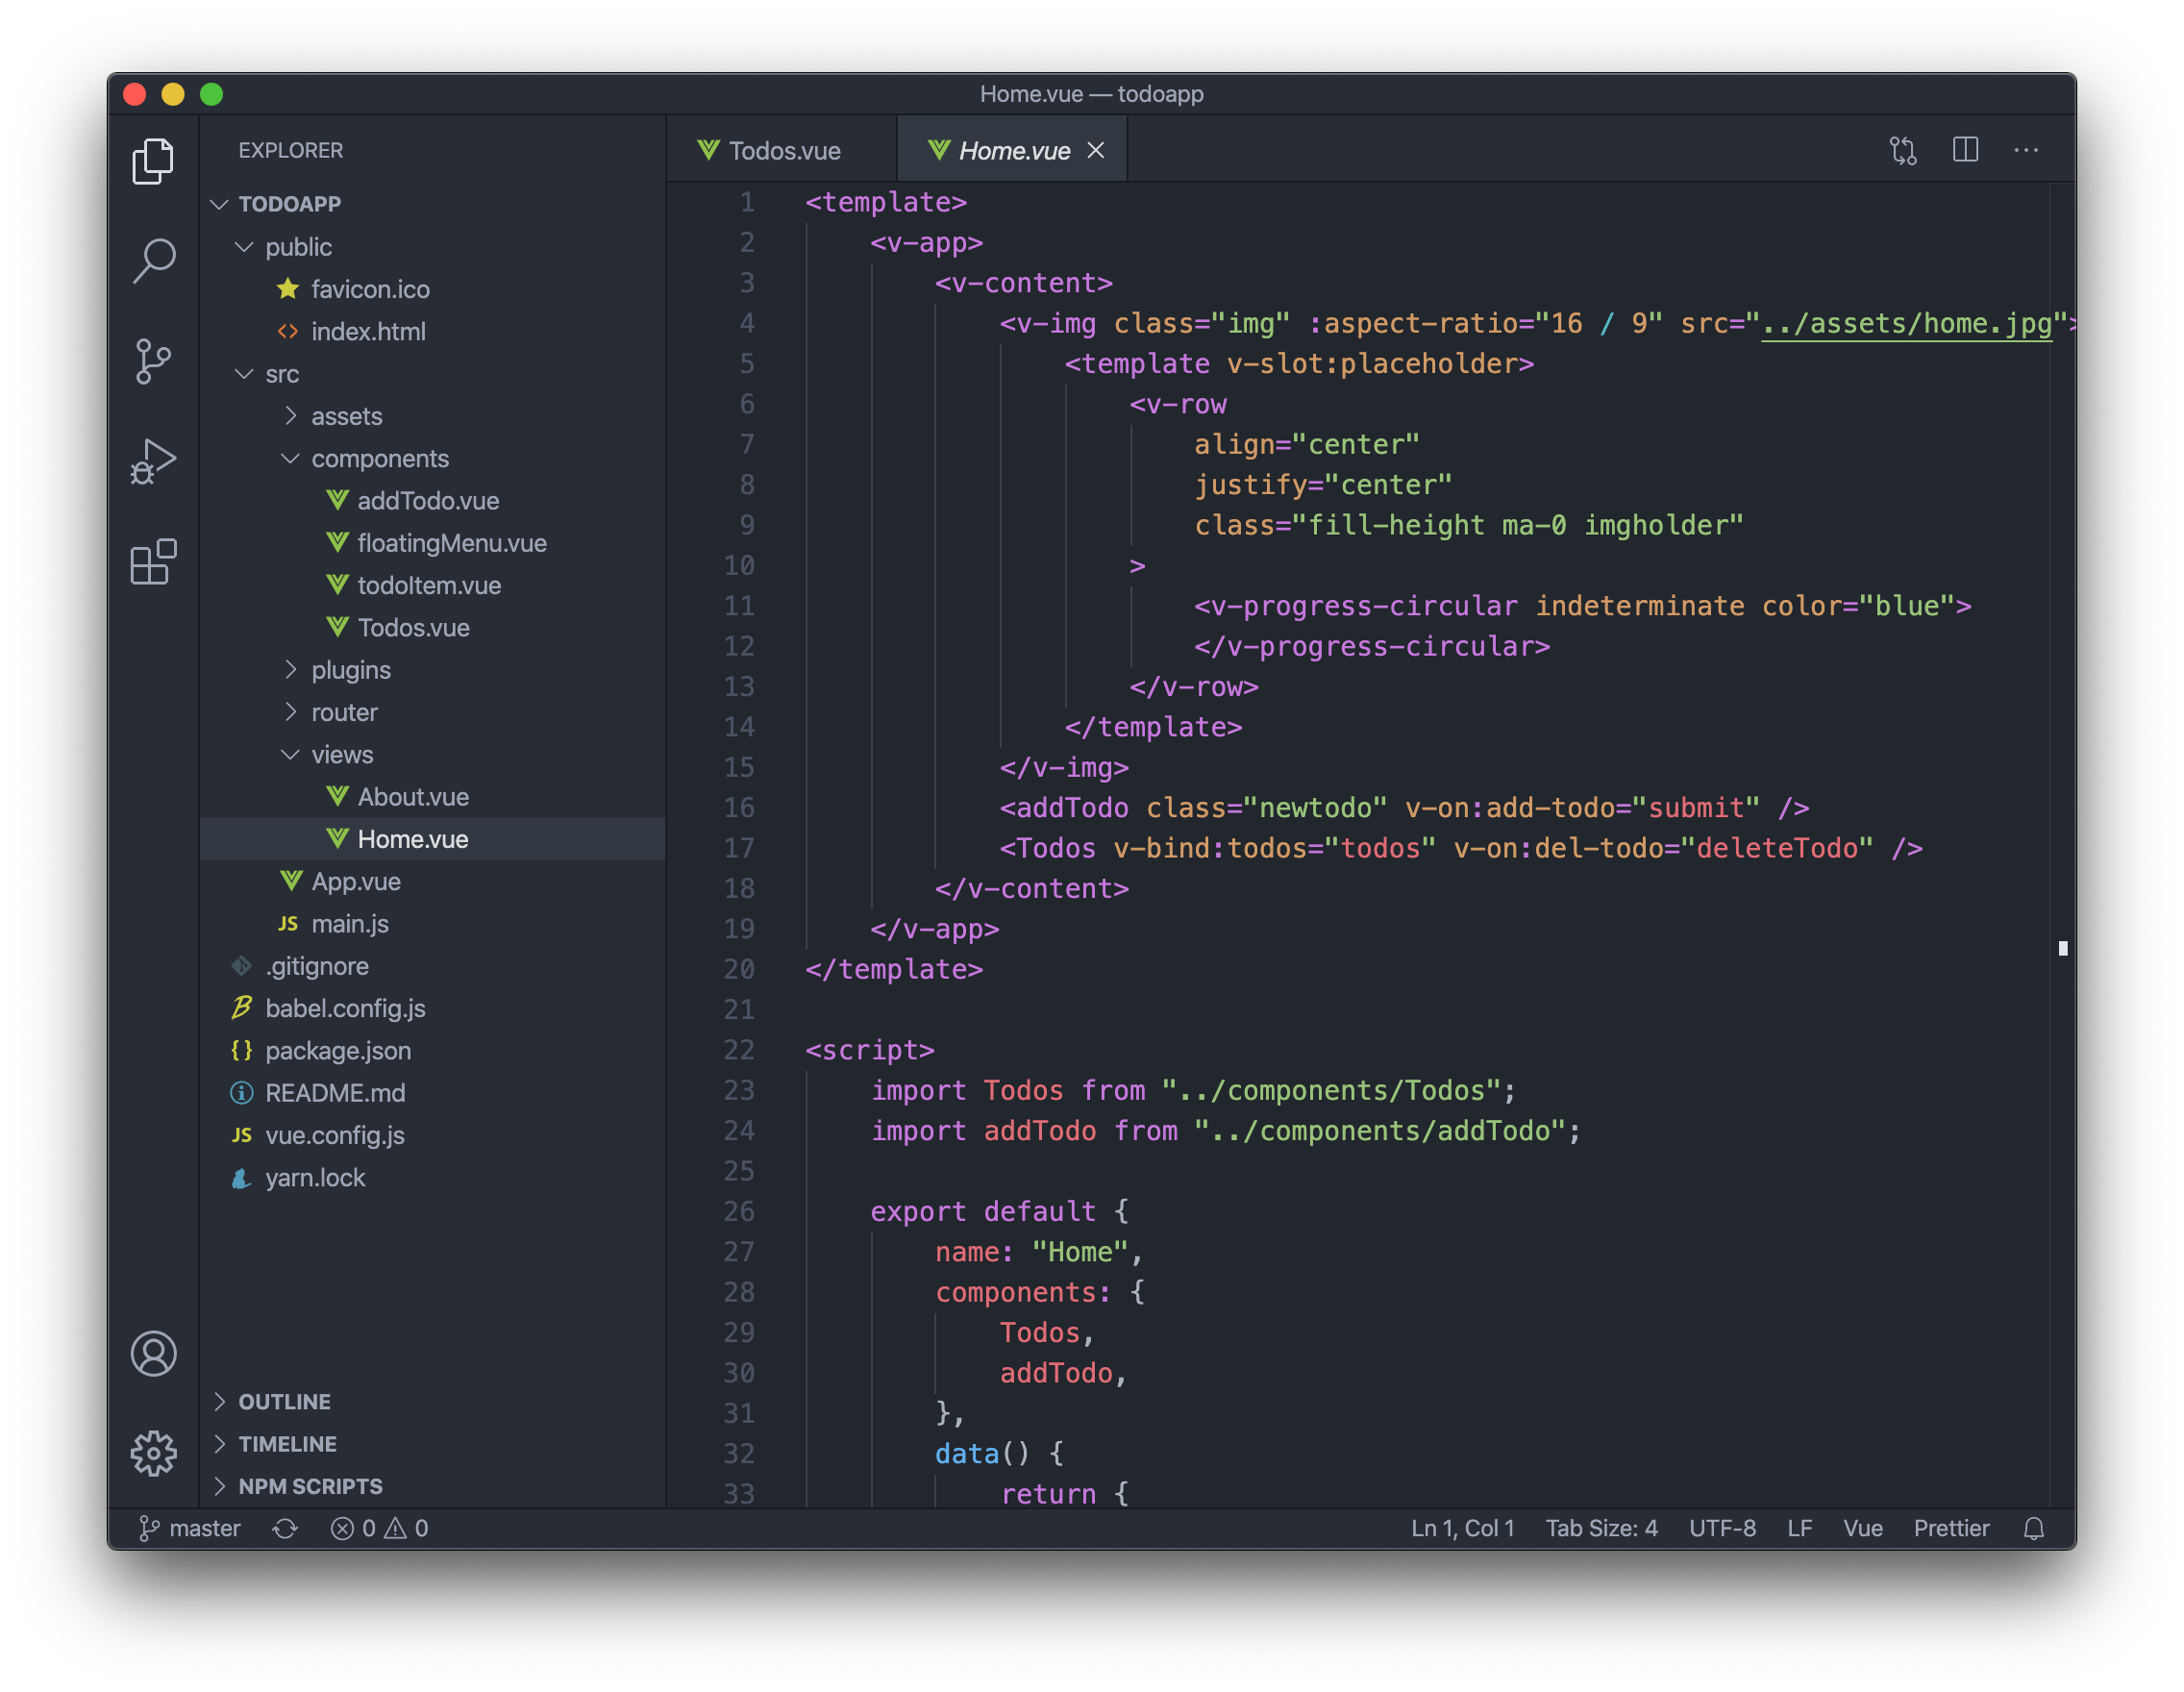 Home.vue — todoapp
EXPLORER
TODOAPP
public
favicon.ico
index.html
src
assets
components
addTodo.vue
floatingMenu.vue
todoItem.vue
Todos.vue
plugins
router
views
About.vue
Home.vue
App.vue
JS main.js
.gitignore
babel.config.js
{} package.json
README.md
JS vue.config.js
yarn.lock
OUTLINE
TIMELINE
NPM SCRIPTS
Todos.vue
Home.vue
1 <template>
2 <v-app>
3 <v-content>
4 <v-img class="img" :aspect-ratio="16 / 9" src="../assets/home.jpg">
5 <template v-slot:placeholder>
6 <v-row
7 align="center"
8 justify="center"
9 class="fill-height ma-0 imgholder"
10 >
11 <v-progress-circular indeterminate color="blue">
12 </v-progress-circular>
13 </v-row>
14 </template>
15 </v-img>
16 <addTodo class="newtodo" v-on:add-todo="submit" />
17 <Todos v-bind:todos="todos" v-on:del-todo="deleteTodo" />
18 </v-content>
19 </v-app>
20 </template>
21
22 <script>
23 import Todos from "../components/Todos";
24 import addTodo from "../components/addTodo";
25
26 export default {
27 name: "Home",
28 components: {
29 Todos,
30 addTodo,
31 },
32 data() {
33 return {
master 0 0 Ln 1, Col 1 Tab Size: 4 UTF-8 LF Vue Prettier